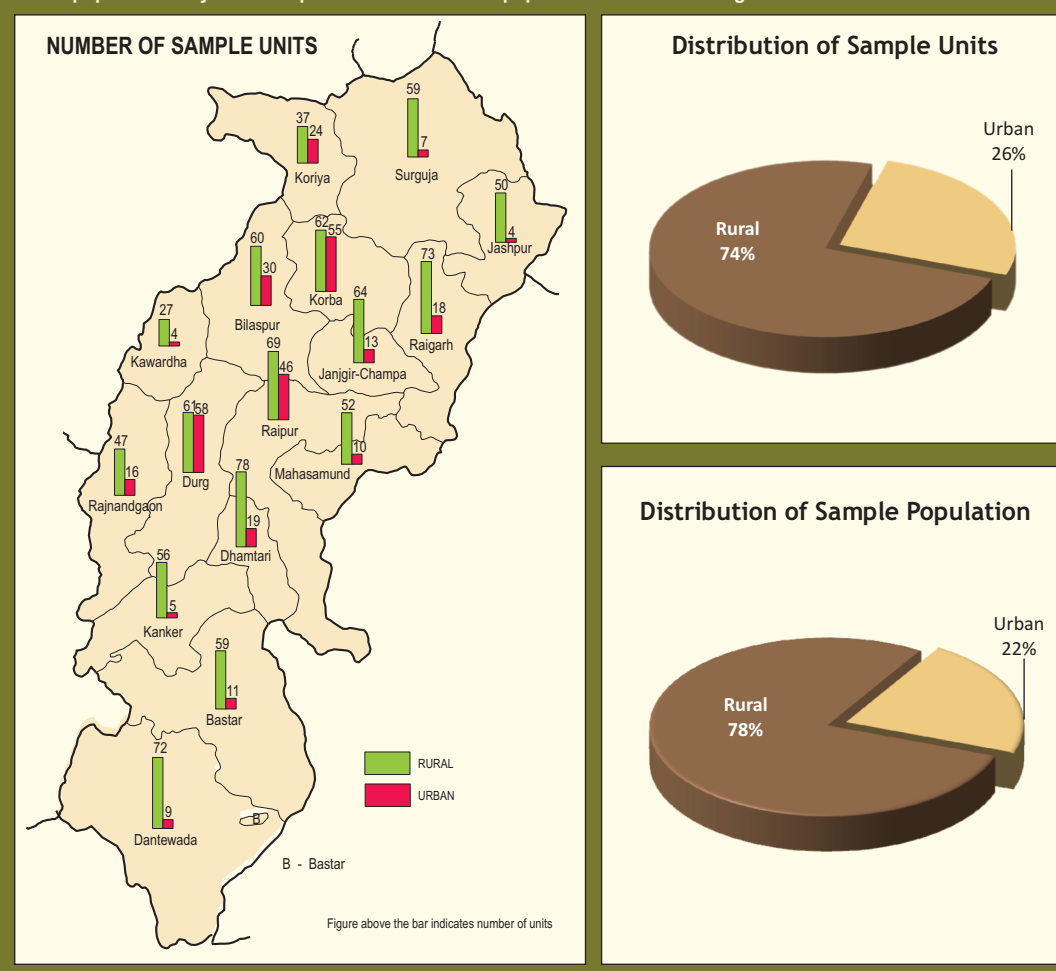 NUMBER OF SAMPLE UNITS
59
7
Surguja
37
24
Koriya
50
4
Jashpur
62
55
Korba
60
30
Bilaspur
73
18
Raigarh
64
13
Janjgir-Champa
27
4
Kawardha
69
46
Raipur
61
58
Durg
52
10
Mahasamund
47
16
Rajnandgaon
78
19
Dhamtari
56
5
Kanker
59
11
Bastar
72
9
Dantewada
B
RURAL
URBAN
B - Bastar
Figure above the bar indicates number of units
Distribution of Sample Units
Urban
26%
Rural
74%
Distribution of Sample Population
Urban
22%
Rural
78%